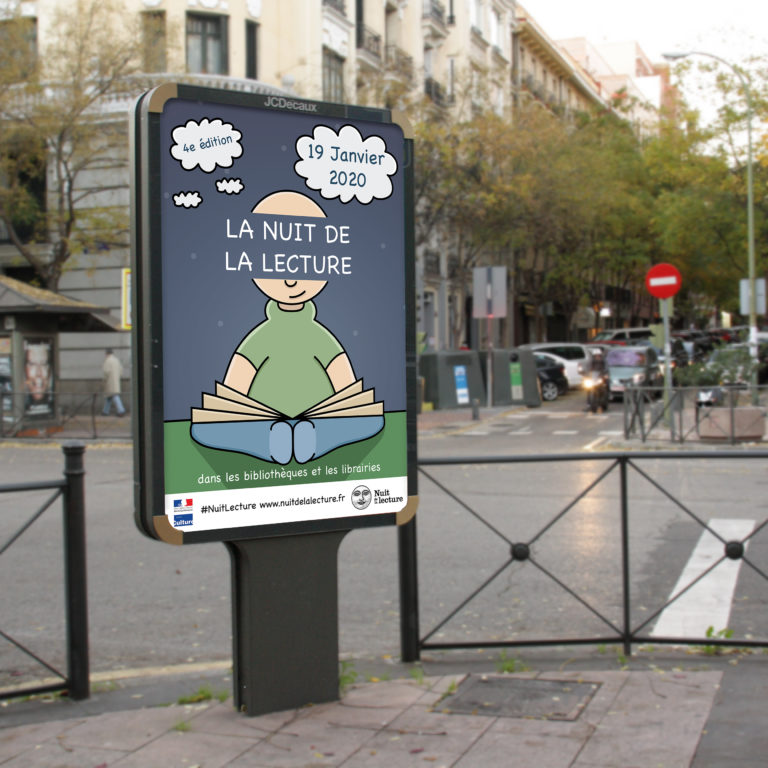 JCDecaux
4e édition
19 Janvier
2020
LA NUIT DE
LA LECTURE
dans les bibliothèques et les librairies
Culture
#NuitLecture www.nuitdelalecture.fr
Nuit
de la
lecture